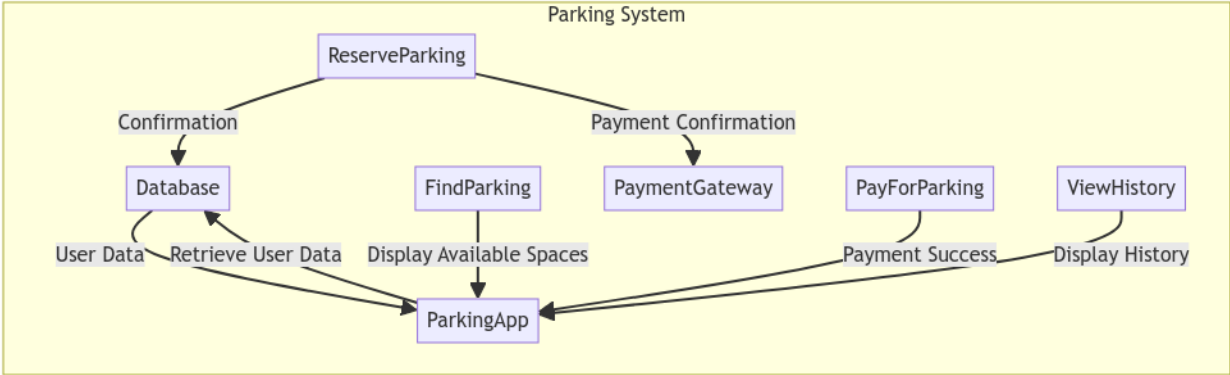 Parking System
ReserveParking
Confirmation
Payment Confirmation
Database
FindParking
PaymentGateway
PayForParking
ViewHistory
User Data
Retrieve User Data
Display Available Spaces
Payment Success
Display History
ParkingApp